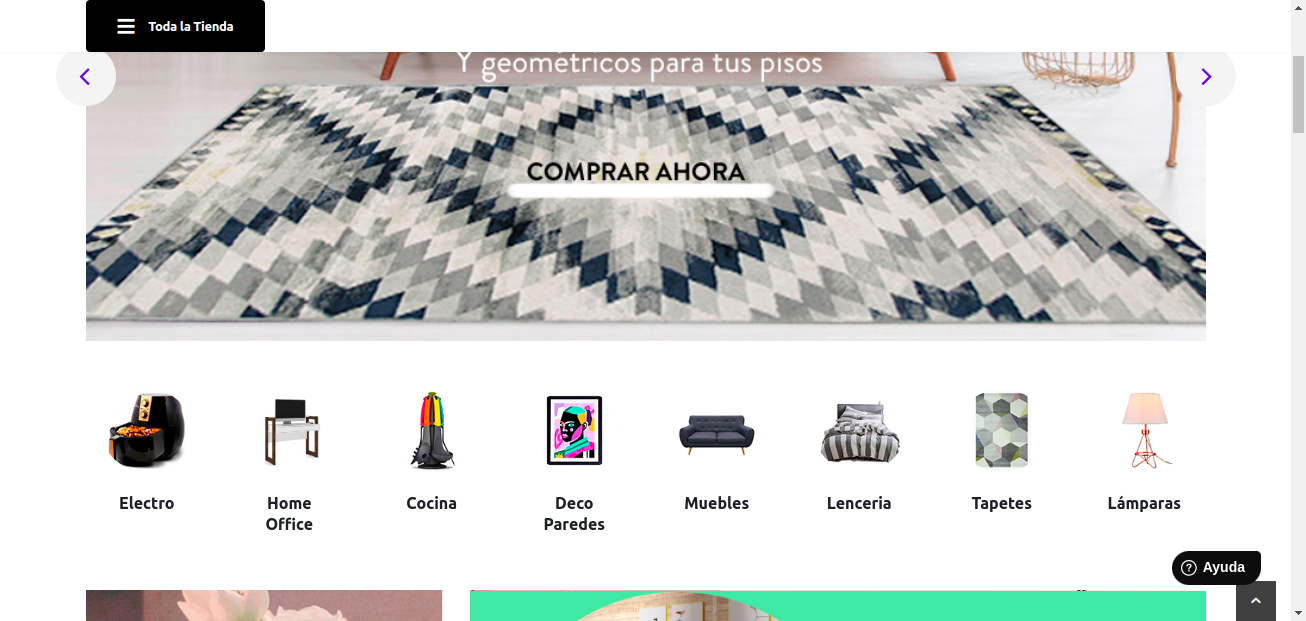 Toda la Tienda
Y geométricos para tus pisos
COMPRAR AHORA
Electro
Home
Office
Cocina
Deco
Paredes
Muebles
Lenceria
Tapetes
Lámparas
Ayuda